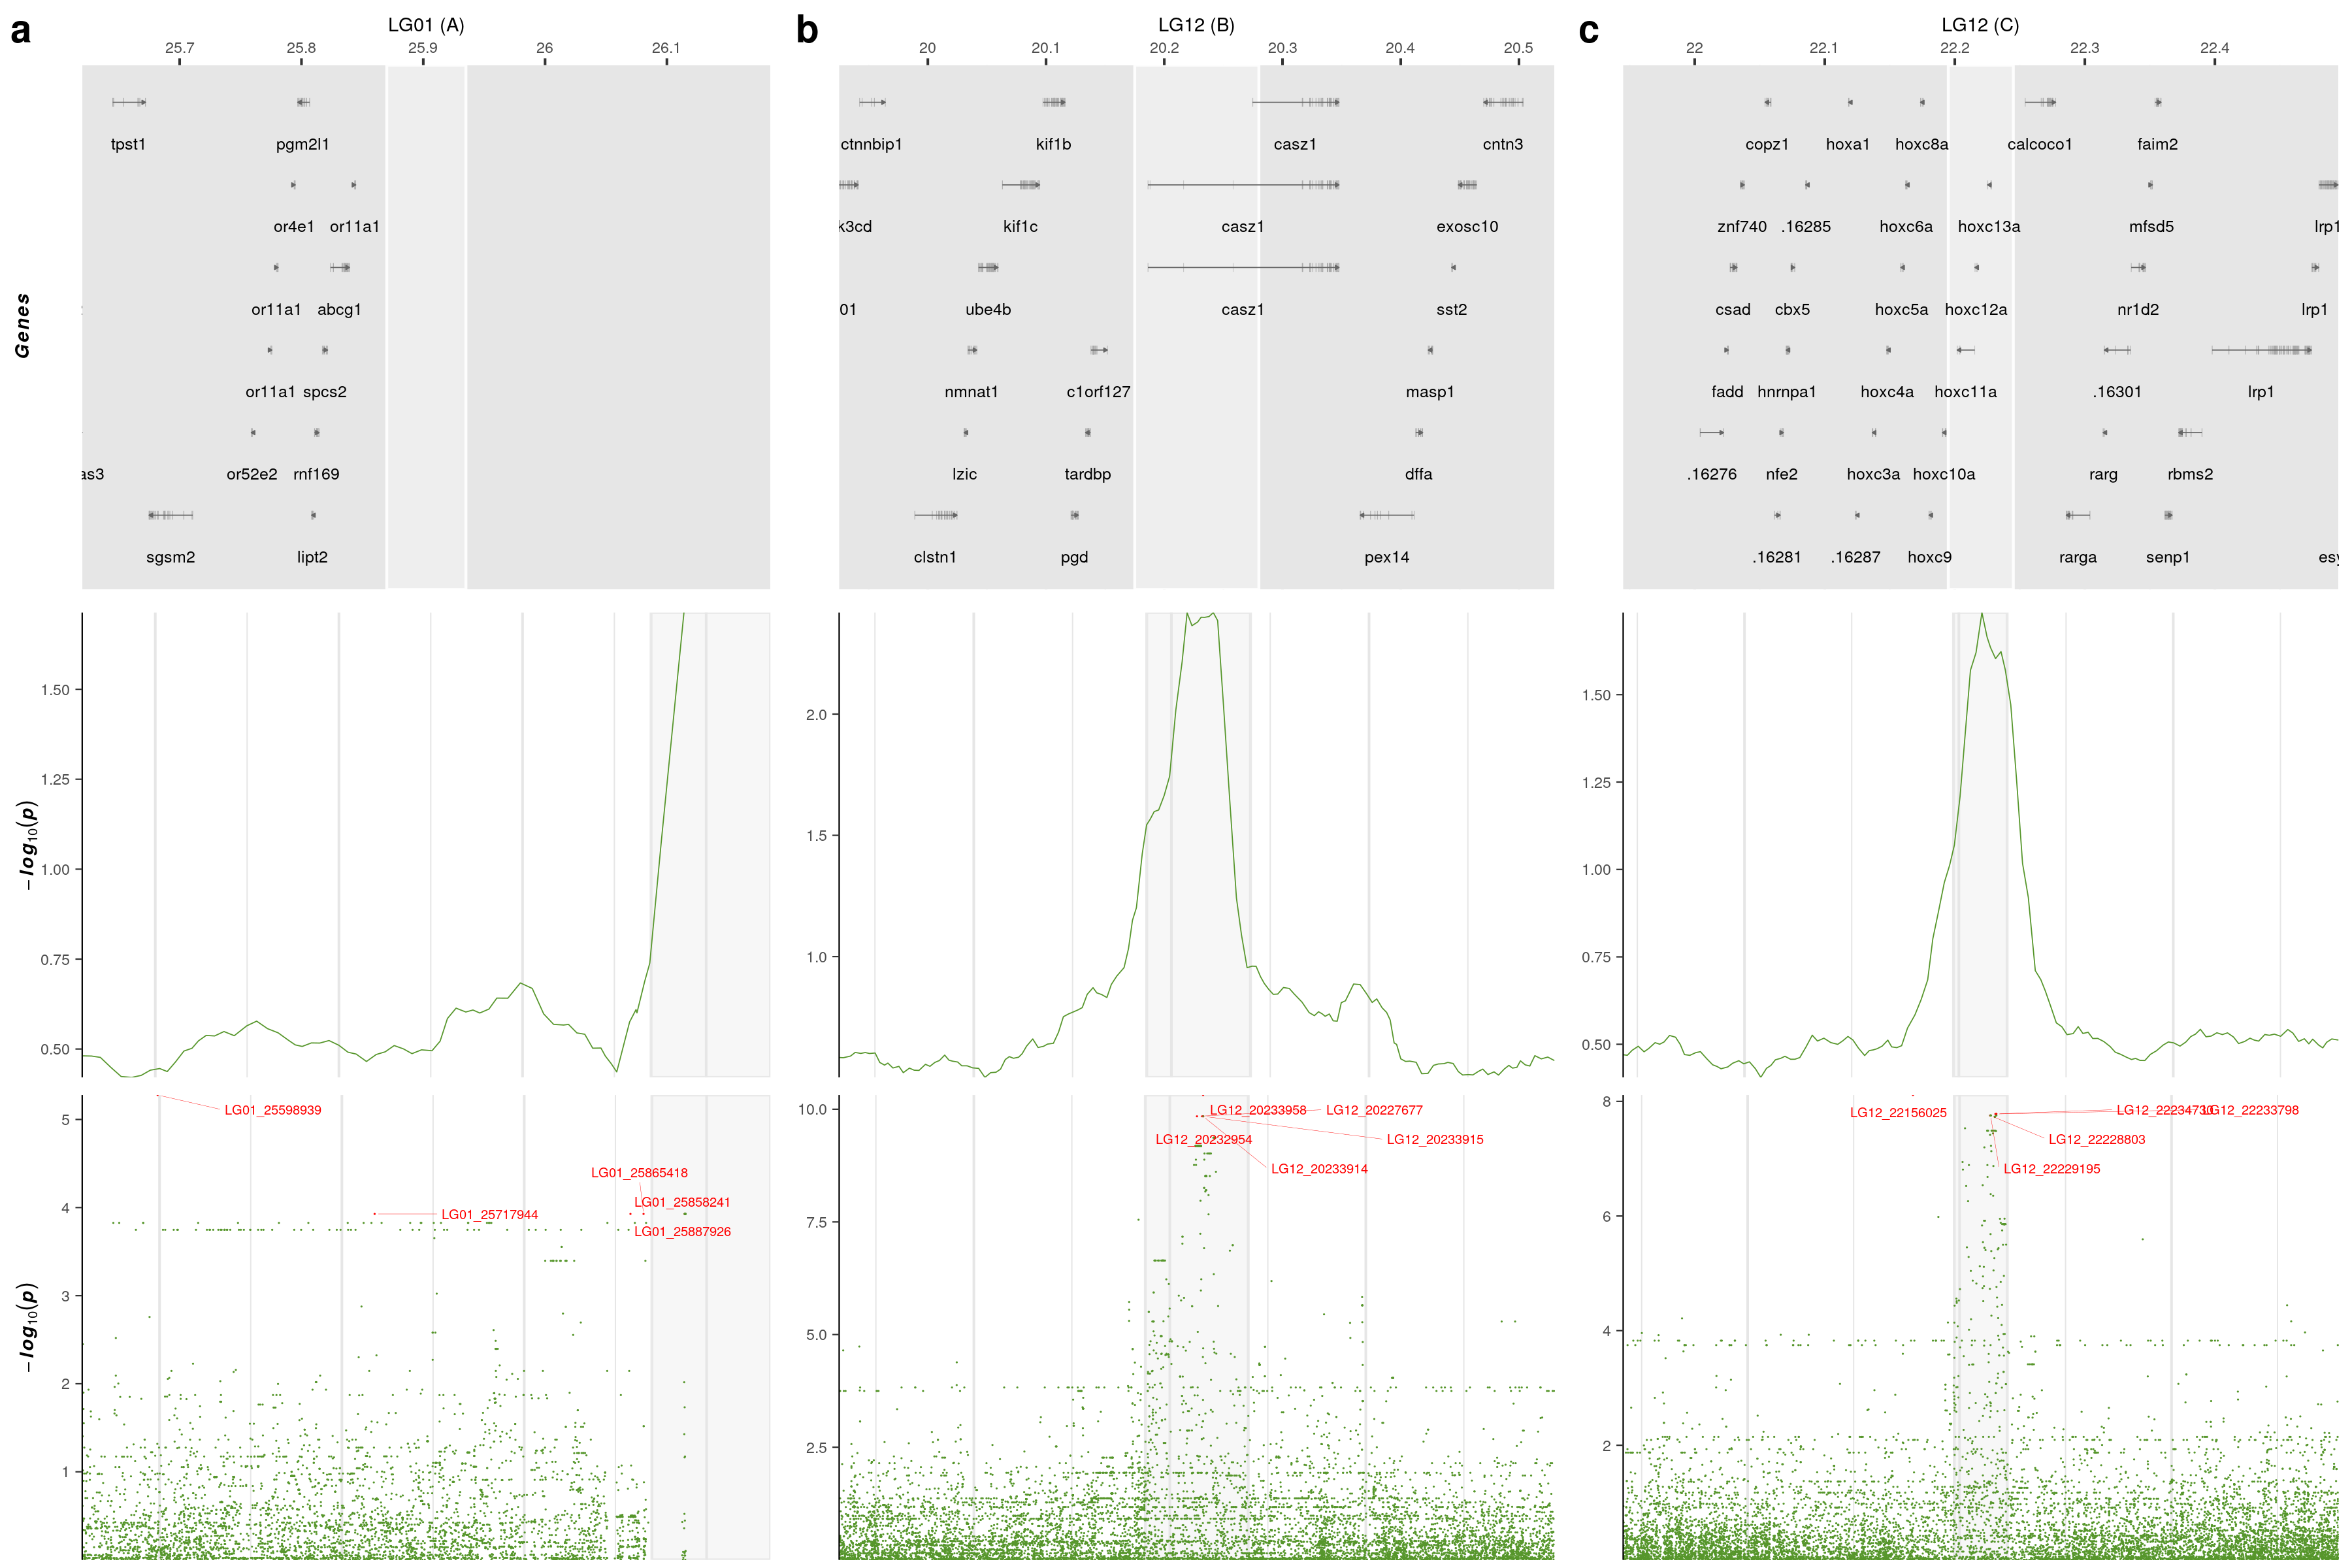 a
LG01 (A)
25.7 25.8 25.9 26 26.1
Genes
tpst1 pgm2l1
or4e1 or11a1
or11a1 abcg1
or11a1 spcs2
as3 or52e2 rnf169
sgsm2 lipt2
−log10(p)
1.50
1.25
1.00
0.75
0.50
−log10(p)
5
4
3
2
1
LG01_25598939
LG01_25865418
LG01_25858241
LG01_25717944
LG01_25887926
b
LG12 (B)
20 20.1 20.2 20.3 20.4 20.5
ctnnbip1 kif1b casz1 cntn3
k3cd kif1c casz1 exosc10
01 ube4b casz1 sst2
nmnat1 c1orf127 masp1
lzic tardbp dffa
clstn1 pgd pex14
2.0
1.5
1.0
10.0
7.5
5.0
2.5
LG12_20233958 LG12_20227677
LG12_20232954 LG12_20233915
LG12_20233914
c
LG12 (C)
22 22.1 22.2 22.3 22.4
copz1 hoxa1 hoxc8a calcoco1 faim2
znf740 .16285 hoxc6a hoxc13a mfsd5 lrp1
csad cbx5 hoxc5a hoxc12a nr1d2 lrp1
fadd hnrnpa1 hoxc4a hoxc11a .16301 lrp1
.16276 nfe2 hoxc3a hoxc10a rarg rbms2
.16281 .16287 hoxc9 rarga senp1 esy
1.50
1.25
1.00
0.75
0.50
8
6
4
2
LG12_22156025 LG12_22234730 LG12_22233798
LG12_22228803
LG12_22229195